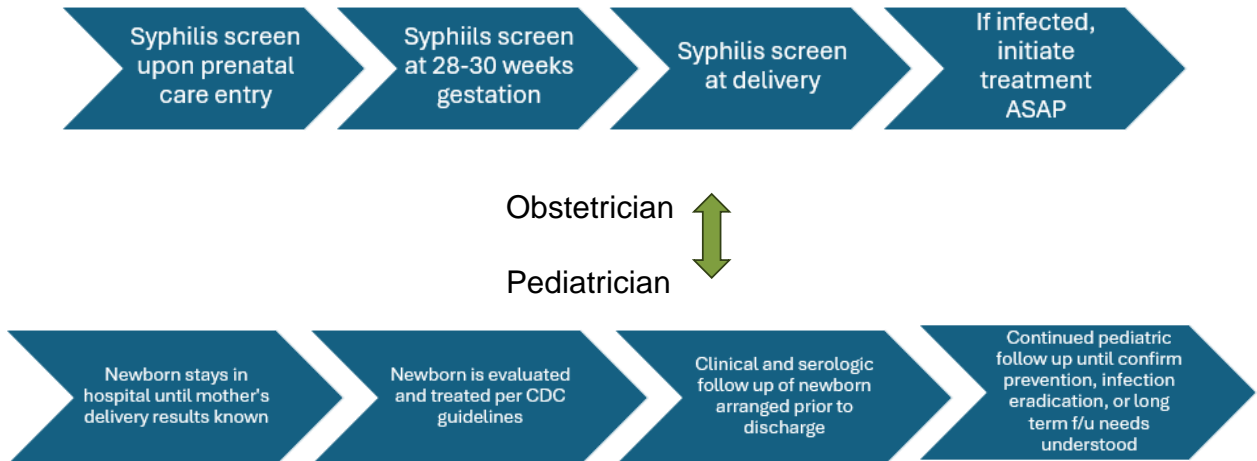 Syphilis screen
upon prenatal
care entry
Syphiils screen
at 28-30 weeks
gestation
Syphilis screen
at delivery
If infected,
initiate
treatment
ASAP
Obstetrician
Pediatrician
Newborn stays in
hospital until mother's
delivery results known
Newborn is evaluated
and treated per CDC
guidelines
Clinical and serologic
follow up of newborn
arranged prior to
discharge
Continued pediatric
follow up until confirm
prevention, infection
eradication, or long
term f/u needs
understood